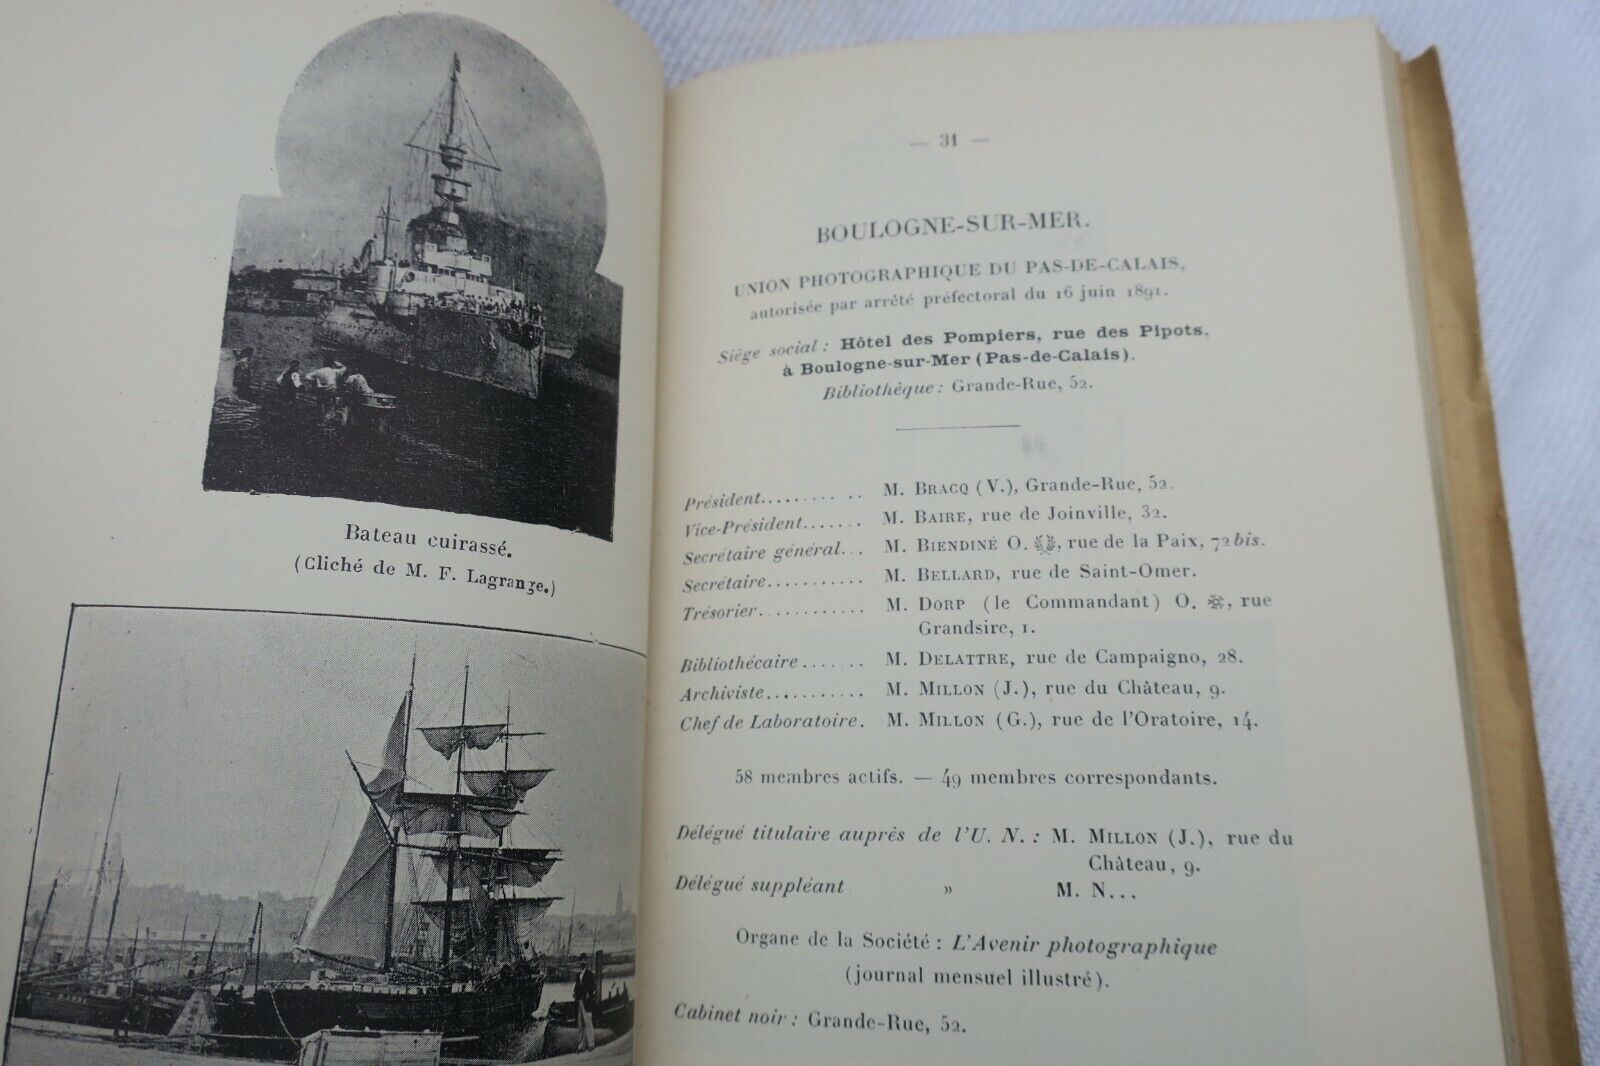 Bateau cuirassé.
(Cliché de M. F. Lagrange.)
— 31 —
BOULOGNE-SUR-MER.
UNION PHOTOGRAPHIQUE DU PAS-DE-CALAIS,
autorisée par arrêté préfectoral du 16 juin 1891.
Siège social : Hôtel des Pompiers, rue des Pipots,
à Boulogne-sur-Mer (Pas-de-Calais).
Bibliothèque : Grande-Rue, 52.
Président........... M. BRACQ (V.), Grande-Rue, 52.
Vice-Président....... M. BAIRE, rue de Joinville, 32.
Secrétaire général... M. BIENDINÉ O. , rue de la Paix, 72 bis.
Secrétaire........... M. BELLARD, rue de Saint-Omer.
Trésorier............ M. DORP (le Commandant) O. , rue
Grandsire, 1.
Bibliothécaire....... M. DELATTRE, rue de Campaigno, 28.
Archiviste........... M. MILLON (J.), rue du Château, 9.
Chef de Laboratoire. M. MILLON (G.), rue de l'Oratoire, 14.
58 membres actifs. — 49 membres correspondants.
Délégué titulaire auprès de l'U. N. : M. MILLON (J.), rue du
Château, 9.
Délégué suppléant » M. N...
Organe de la Société : L'Avenir photographique
(journal mensuel illustré).
Cabinet noir : Grande-Rue, 52.